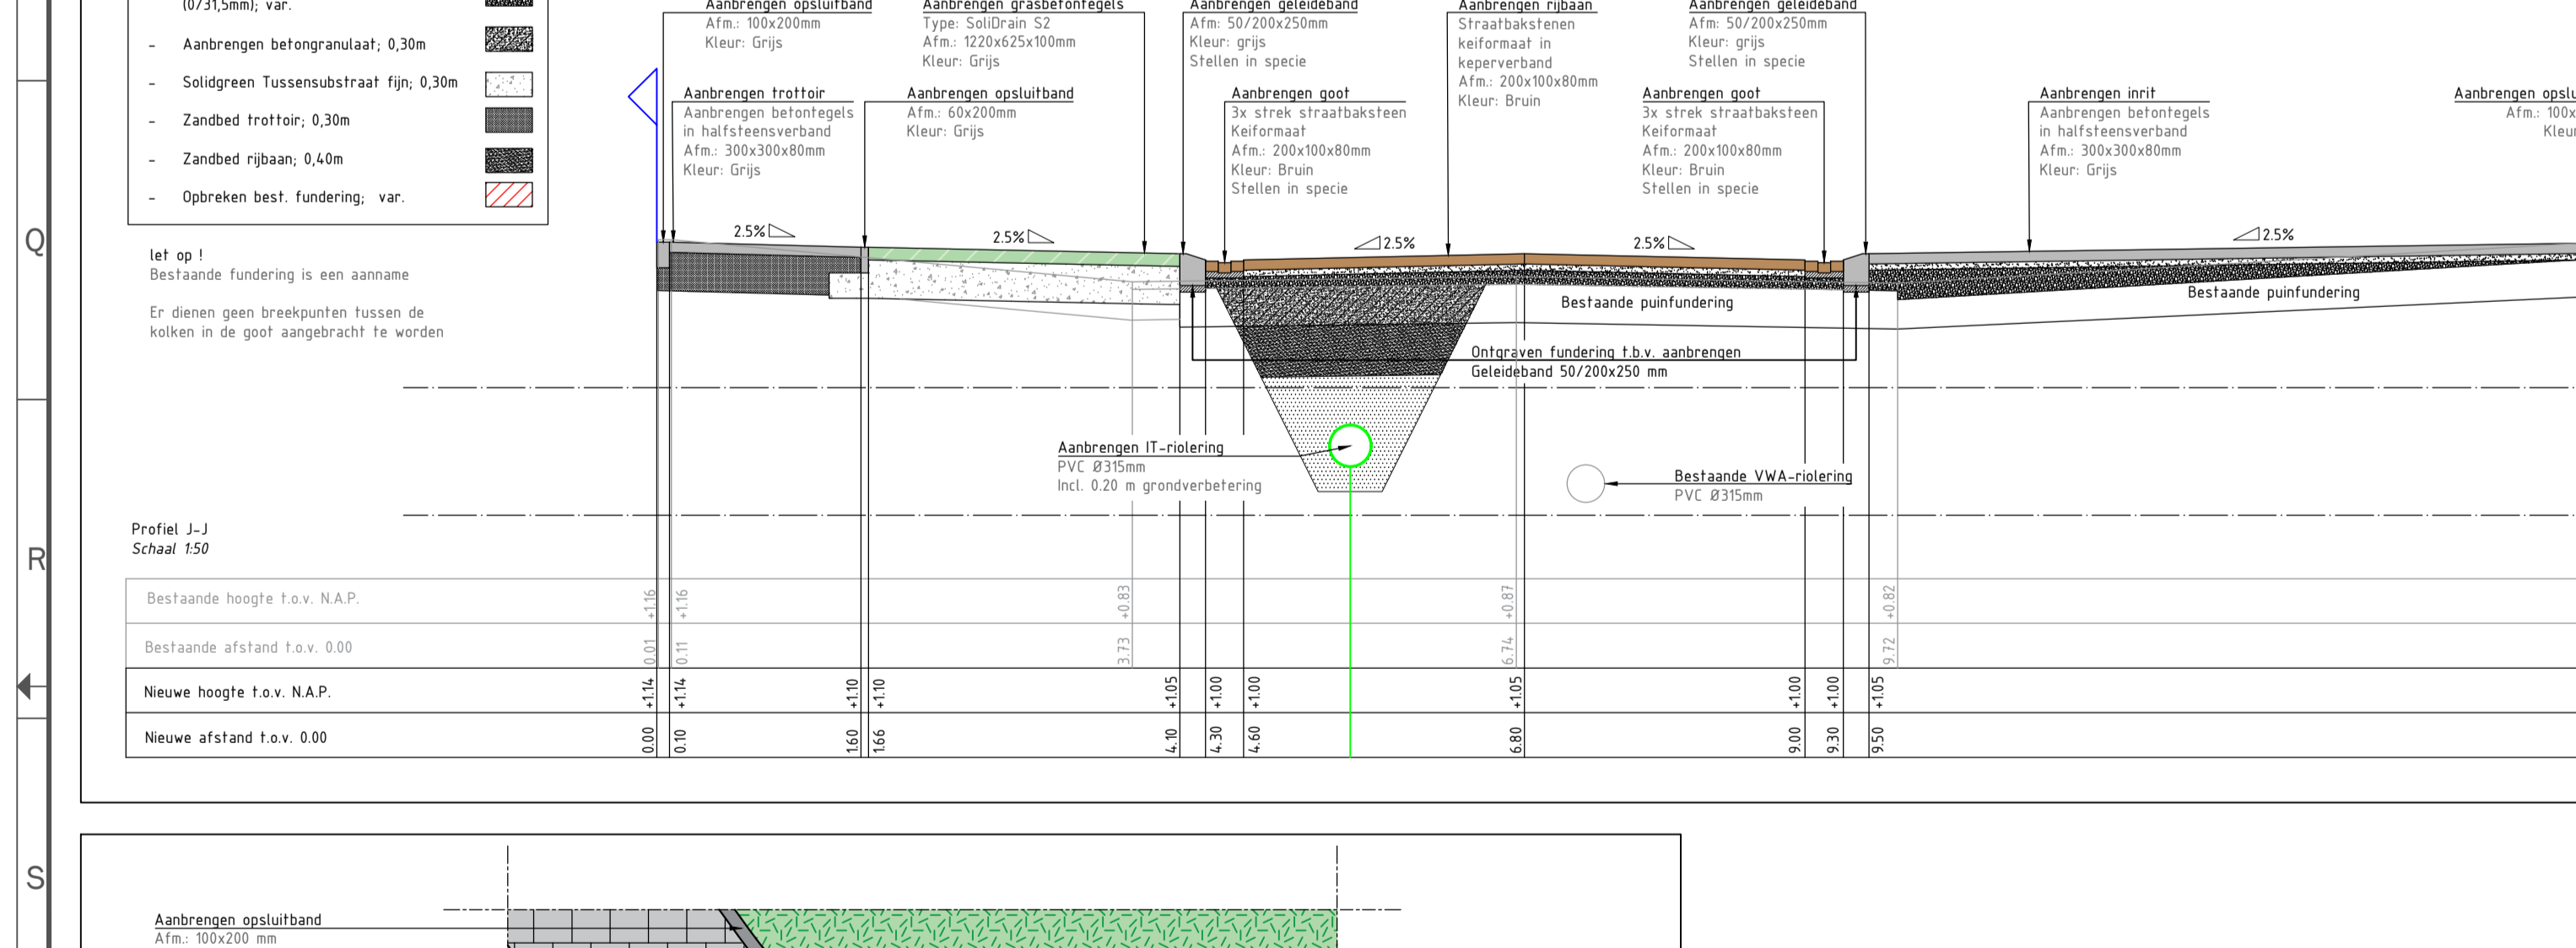 (0/31,5mm); var.
- Aanbrengen betongranulaat; 0,30m
- Solidgreen Tussensubstraat fijn; 0,30m
- Zandbed trottoir; 0,30m
- Zandbed rijbaan; 0,40m
- Opbreken best. fundering; var.
let op !
Bestaande fundering is een aanname
Er dienen geen breekpunten tussen de
kolken in de goot aangebracht te worden
Aanbrengen opsluitband
Afm.: 100x200mm
Kleur: Grijs
Aanbrengen grasbetontegels
Type: SoliDrain S2
Afm.: 1220x625x100mm
Kleur: Grijs
Aanbrengen geleideband
Afm: 50/200x250mm
Kleur: grijs
Stellen in specie
Aanbrengen rijbaan
Straatbakstenen
keiformaat in
keperverband
Afm.: 200x100x80mm
Kleur: Bruin
Aanbrengen geleideband
Afm: 50/200x250mm
Kleur: grijs
Stellen in specie
Aanbrengen trottoir
Aanbrengen betontegels
in halfsteensverband
Afm.: 300x300x80mm
Kleur: Grijs
Aanbrengen opsluitband
Afm.: 60x200mm
Kleur: Grijs
Aanbrengen goot
3x strek straatbaksteen
Keiformaat
Afm.: 200x100x80mm
Kleur: Bruin
Stellen in specie
Aanbrengen goot
3x strek straatbaksteen
Keiformaat
Afm.: 200x100x80mm
Kleur: Bruin
Stellen in specie
Aanbrengen inrit
Aanbrengen betontegels
in halfsteensverband
Afm.: 300x300x80mm
Kleur: Grijs
Aanbrengen opslu
Afm.: 100x
Kleu
2.5%
2.5%
2.5%
2.5%
2.5%
Bestaande puinfundering
Bestaande puinfundering
Ontgraven fundering t.b.v. aanbrengen
Geleideband 50/200x250 mm
Aanbrengen IT-riolering
PVC Ø315mm
Incl. 0.20 m grondverbetering
Bestaande VWA-riolering
PVC Ø315mm
Profiel J-J
Schaal 1:50
Bestaande hoogte t.o.v. N.A.P. +1.16 +1.16 +0.83 +0.87 +0.82
Bestaande afstand t.o.v. 0.00 0.01 0.11 3.73 6.74 9.72
Nieuwe hoogte t.o.v. N.A.P. +1.14 +1.14 +1.10 +1.10 +1.05 +1.00 +1.00 +1.05 +1.00 +1.00 +1.05
Nieuwe afstand t.o.v. 0.00 0.00 0.10 1.60 1.66 4.10 4.30 4.60 6.80 9.00 9.30 9.50
Aanbrengen opsluitband
Afm.: 100x200 mm
Q
R
S